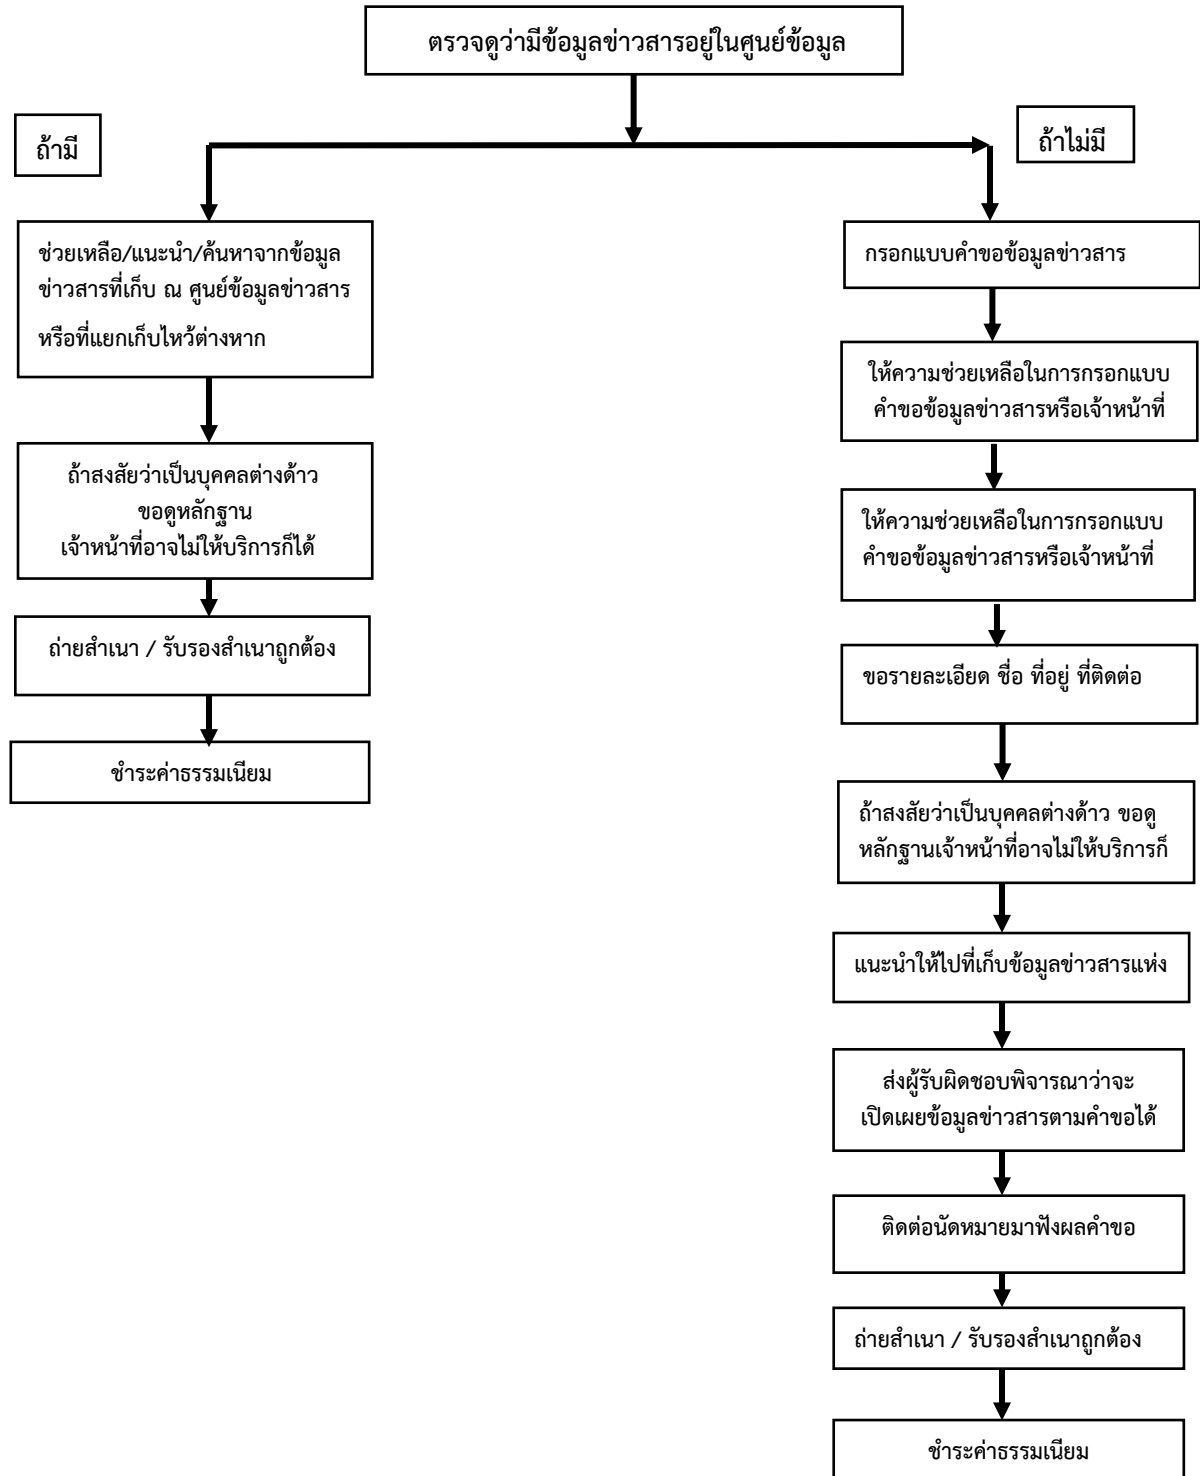 ตรวจดูว่ามีข้อมูลข่าวสารอยู่ในศูนย์ข้อมูล
ถ้ามี
ถ้าไม่มี
ช่วยเหลือ/แนะนำ/ค้นหาจากข้อมูล
ข่าวสารที่เก็บ ณ ศูนย์ข้อมูลข่าวสาร
หรือที่แยกเก็บไหว้ต่างหาก
ถ้าสงสัยว่าเป็นบุคคลต่างด้าว
ขอดูหลักฐาน
เจ้าหน้าที่อาจไม่ให้บริการก็ได้
ถ่ายสำเนา / รับรองสำเนาถูกต้อง
ชำระค่าธรรมเนียม
กรอกแบบคำขอข้อมูลข่าวสาร
ให้ความช่วยเหลือในการกรอกแบบ
คำขอข้อมูลข่าวสารหรือเจ้าหน้าที่
ให้ความช่วยเหลือในการกรอกแบบ
คำขอข้อมูลข่าวสารหรือเจ้าหน้าที่
ขอรายละเอียด ชื่อ ที่อยู่ ที่ติดต่อ
ถ้าสงสัยว่าเป็นบุคคลต่างด้าว ขอดู
หลักฐานเจ้าหน้าที่อาจไม่ให้บริการก็
แนะนำให้ไปที่เก็บข้อมูลข่าวสารแห่ง
ส่งผู้รับผิดชอบพิจารณาว่าจะ
เปิดเผยข้อมูลข่าวสารตามคำขอได้
ติดต่อนัดหมายมาฟังผลคำขอ
ถ่ายสำเนา / รับรองสำเนาถูกต้อง
ชำระค่าธรรมเนียม